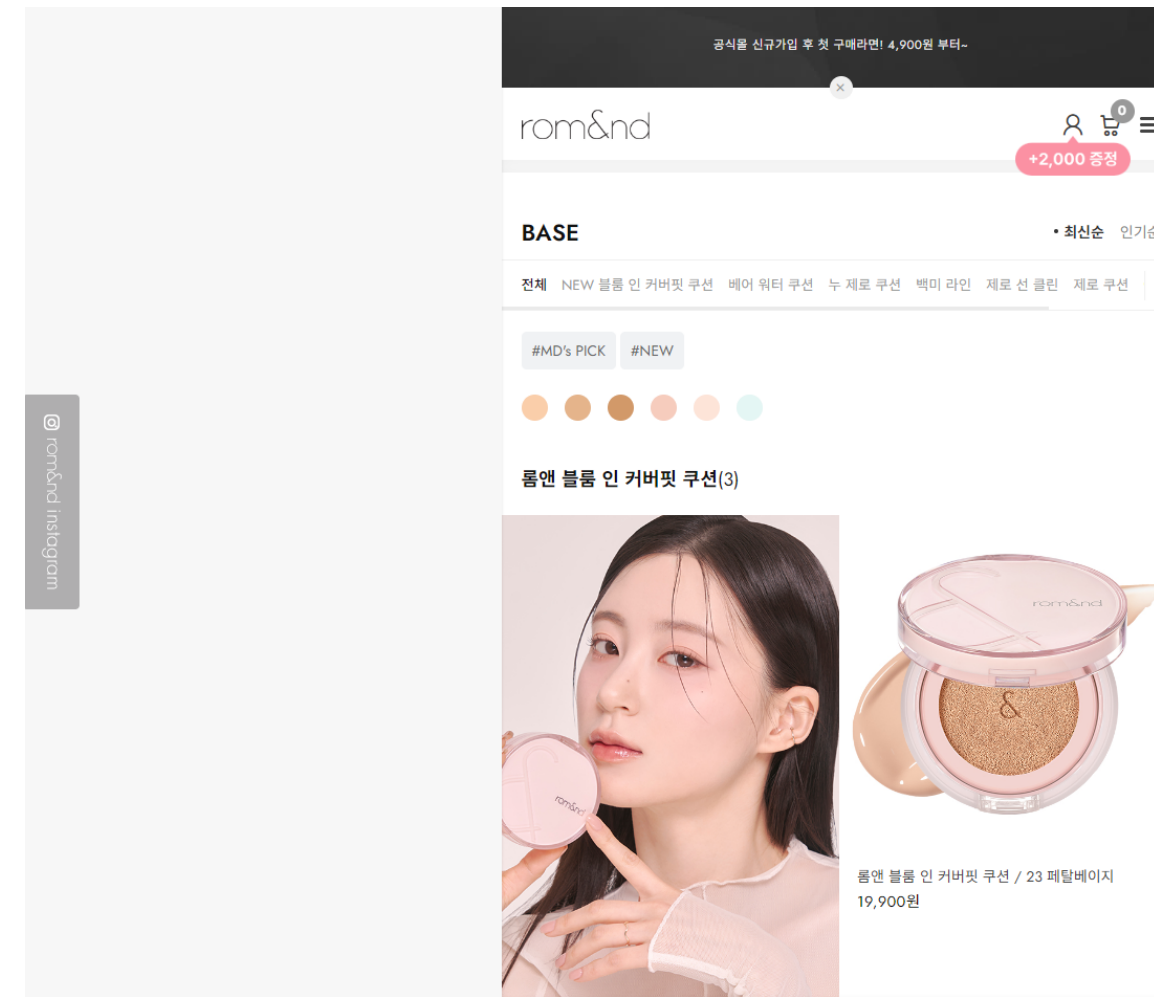 공식몰 신규가입 후 첫 구매라면! 4,900원 부터~
rom&nd
0
+2,000 증정
BASE
• 최신순 인기순
전체 NEW 블룸 인 커버핏 쿠션 베어 워터 쿠션 누 제로 쿠션 백미 라인 제로 선 클린 제로 쿠션
#MD's PICK #NEW
rom&nd instagram
롬앤 블룸 인 커버핏 쿠션(3)
rom&nd
&
rom&nd
롬앤 블룸 인 커버핏 쿠션 / 23 페탈베이지
19,900원